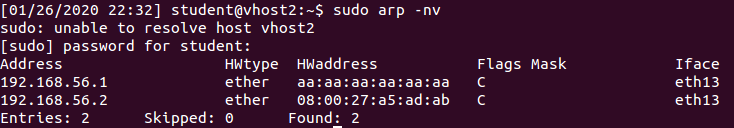 [01/26/2020 22:32] student@vhost2:~$ sudo arp -nv
sudo: unable to resolve host vhost2
[sudo] password for student:
Address                  HWtype  HWaddress           Flags Mask            Iface
192.168.56.1             ether   aa:aa:aa:aa:aa:aa   C                     eth13
192.168.56.2             ether   08:00:27:a5:ad:ab   C                     eth13
Entries: 2      Skipped: 0      Found: 2